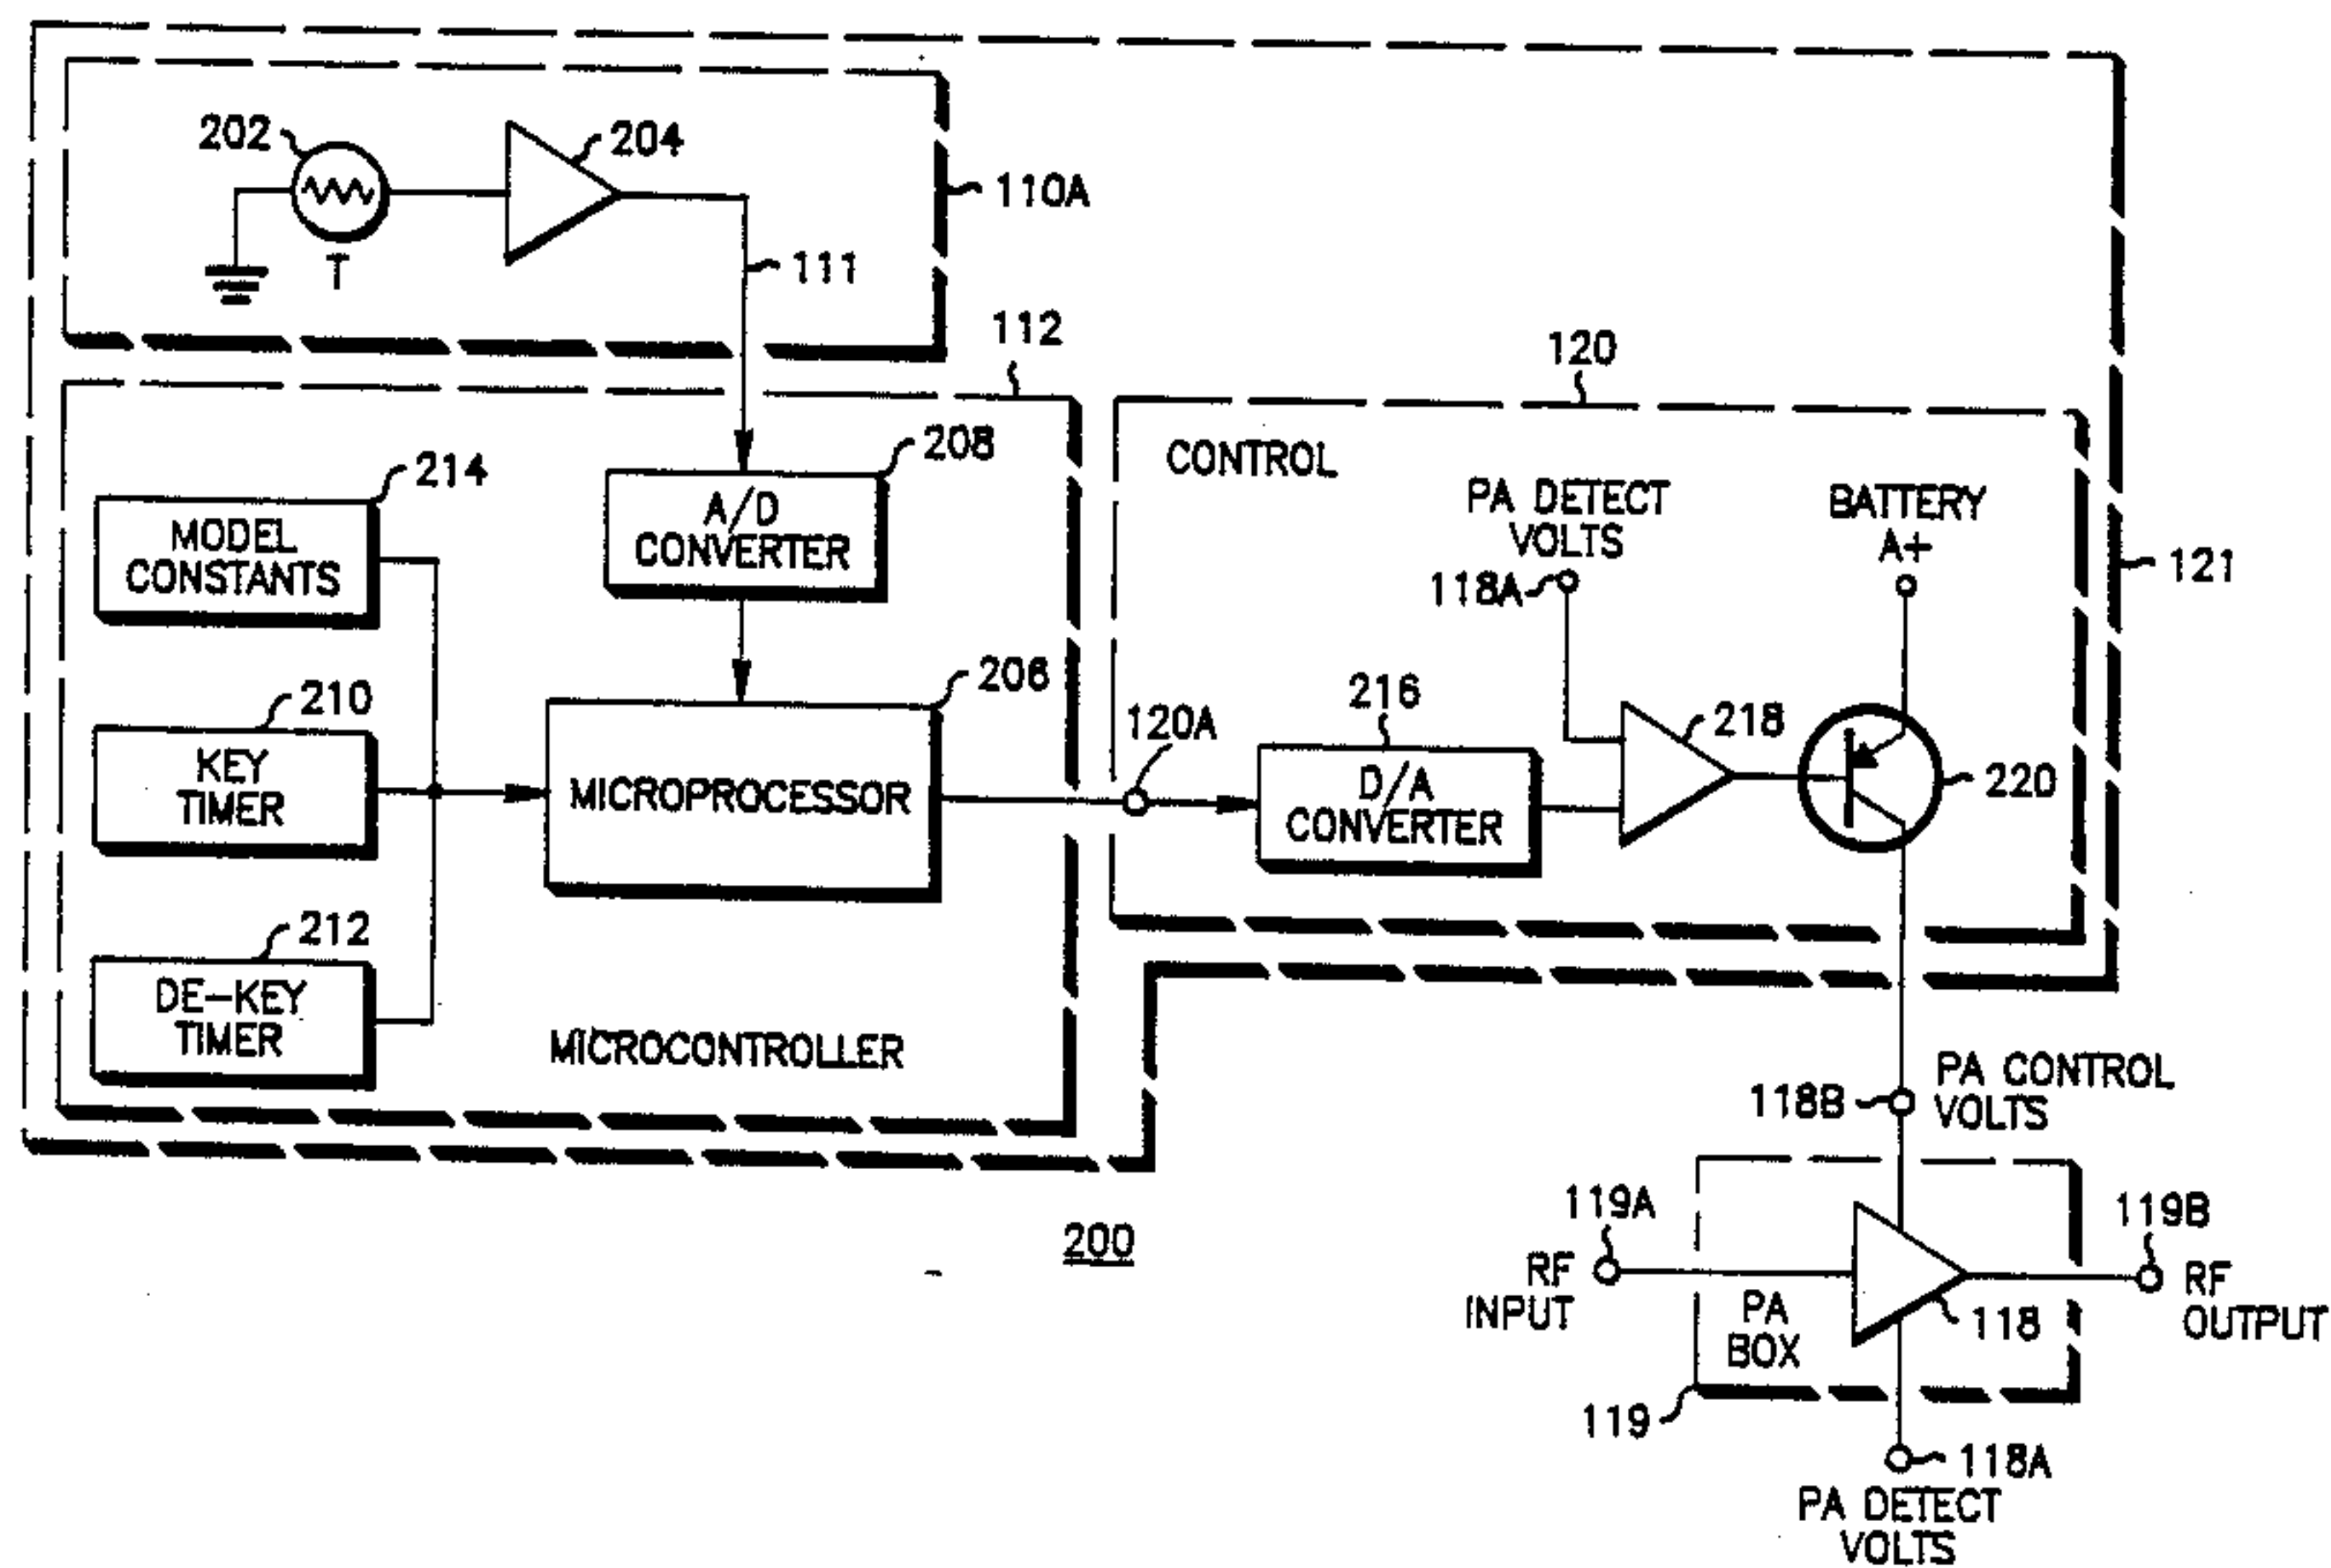 202
204
110A
T
111
112
120
214
208
CONTROL
MODEL
CONSTANTS
A/D
CONVERTER
PA DETECT
VOLTS
118A
BATTERY
A+
121
210
206
120A
216
218
KEY
TIMER
MICROPROCESSOR
D/A
CONVERTER
220
212
DE-KEY
TIMER
MICROCONTROLLER
118B
PA CONTROL
VOLTS
200
119A
119B
RF
INPUT
PA
BOX
118
RF
OUTPUT
119
118A
PA DETECT
VOLTS